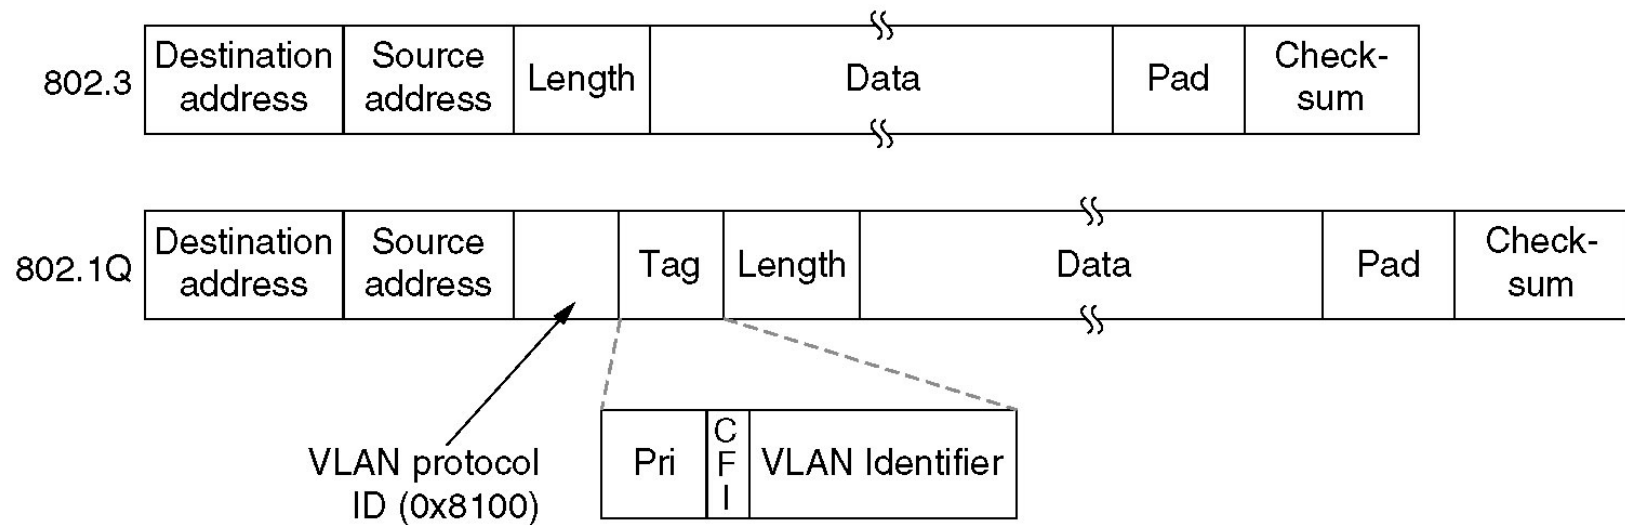 802.3
Destination
address
Source
address
Length
Data
Pad
Check-
sum
802.1Q
Destination
address
Source
address
Tag
Length
Data
Pad
Check-
sum
VLAN protocol
ID (0x8100)
Pri
C
F
I
VLAN Identifier